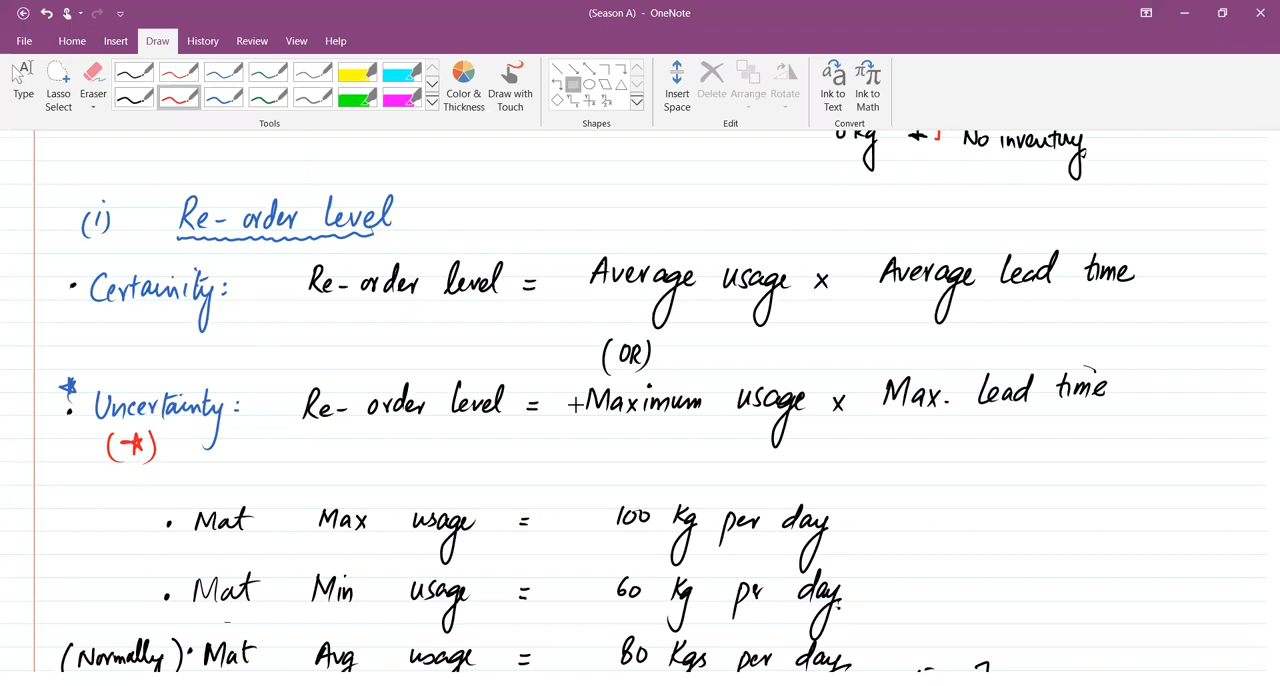 (Season A) - OneNote
File Home Insert Draw History Review View Help
Type Lasso Select Eraser Color & Thickness Draw with Touch Insert Space Delete Arrange Rotate Ink to Text Ink to Math
Tools Shapes Edit Convert
0 kg No inventory
(i) Re-order level
• Certainity: Re-order level = Average usage x Average lead time
(OR)
• Uncertainty: Re-order level = Maximum usage x Max. Lead time
• Mat Max usage = 100 Kg per day
• Mat Min usage = 60 Kg per day
(Normally) • Mat Avg usage = 80 Kgs per day